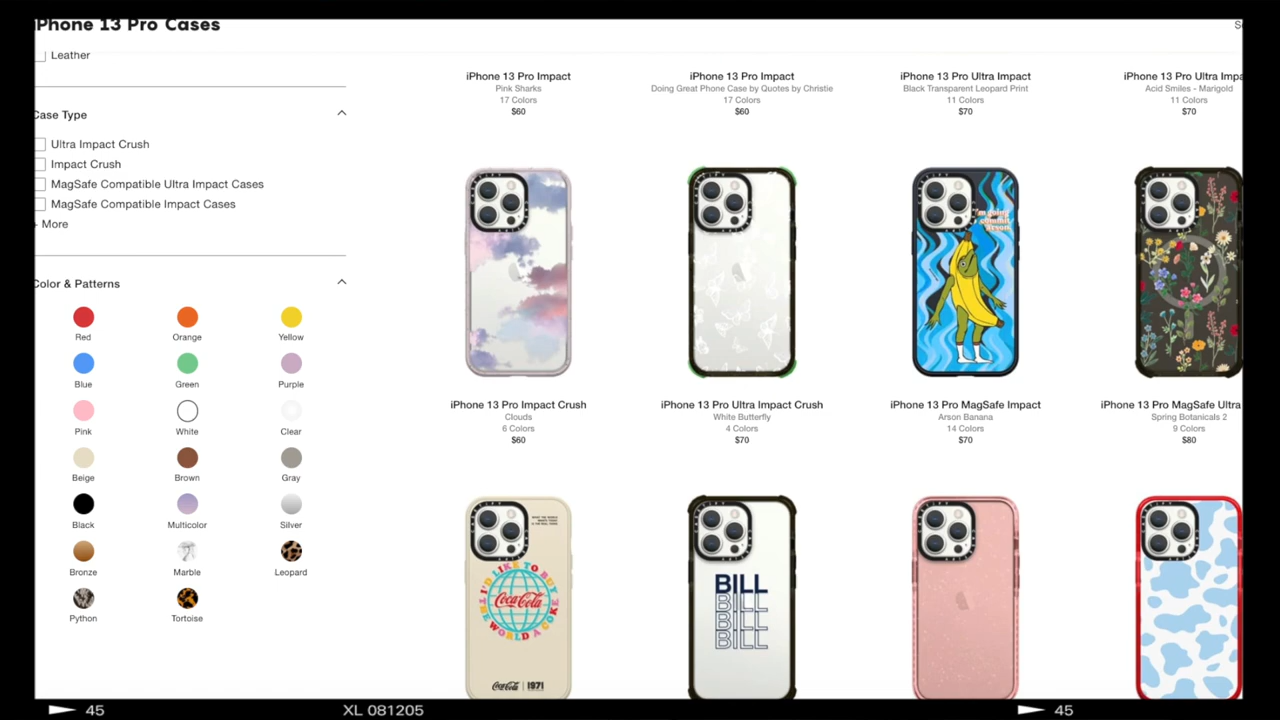 iPhone 13 Pro Cases
Leather
Case Type
Ultra Impact Crush
Impact Crush
MagSafe Compatible Ultra Impact Cases
MagSafe Compatible Impact Cases
+ More
Color & Patterns
Red
Orange
Yellow
Blue
Green
Purple
Pink
White
Clear
Beige
Brown
Gray
Black
Multicolor
Silver
Bronze
Marble
Leopard
Python
Tortoise
iPhone 13 Pro Impact
Pink Sharks
17 Colors
$60
iPhone 13 Pro Impact
Doing Great Phone Case by Quotes by Christie
17 Colors
$60
iPhone 13 Pro Ultra Impact
Black Transparent Leopard Print
11 Colors
$70
iPhone 13 Pro Ultra Impa
Acid Smiles - Marigold
11 Colors
$70
I'm going
commit
Arson
iPhone 13 Pro Impact Crush
Clouds
6 Colors
$60
iPhone 13 Pro Ultra Impact Crush
White Butterfly
4 Colors
$70
iPhone 13 Pro MagSafe Impact
Arson Banana
14 Colors
$70
iPhone 13 Pro MagSafe Ultra
Spring Botanicals 2
9 Colors
$80
I'D LIKE TO BUY
THE WORLD A COKE
Coca-Cola
Coca-Cola 1971
BILL
BILL
BILL
BILL
45
XL 081205
45